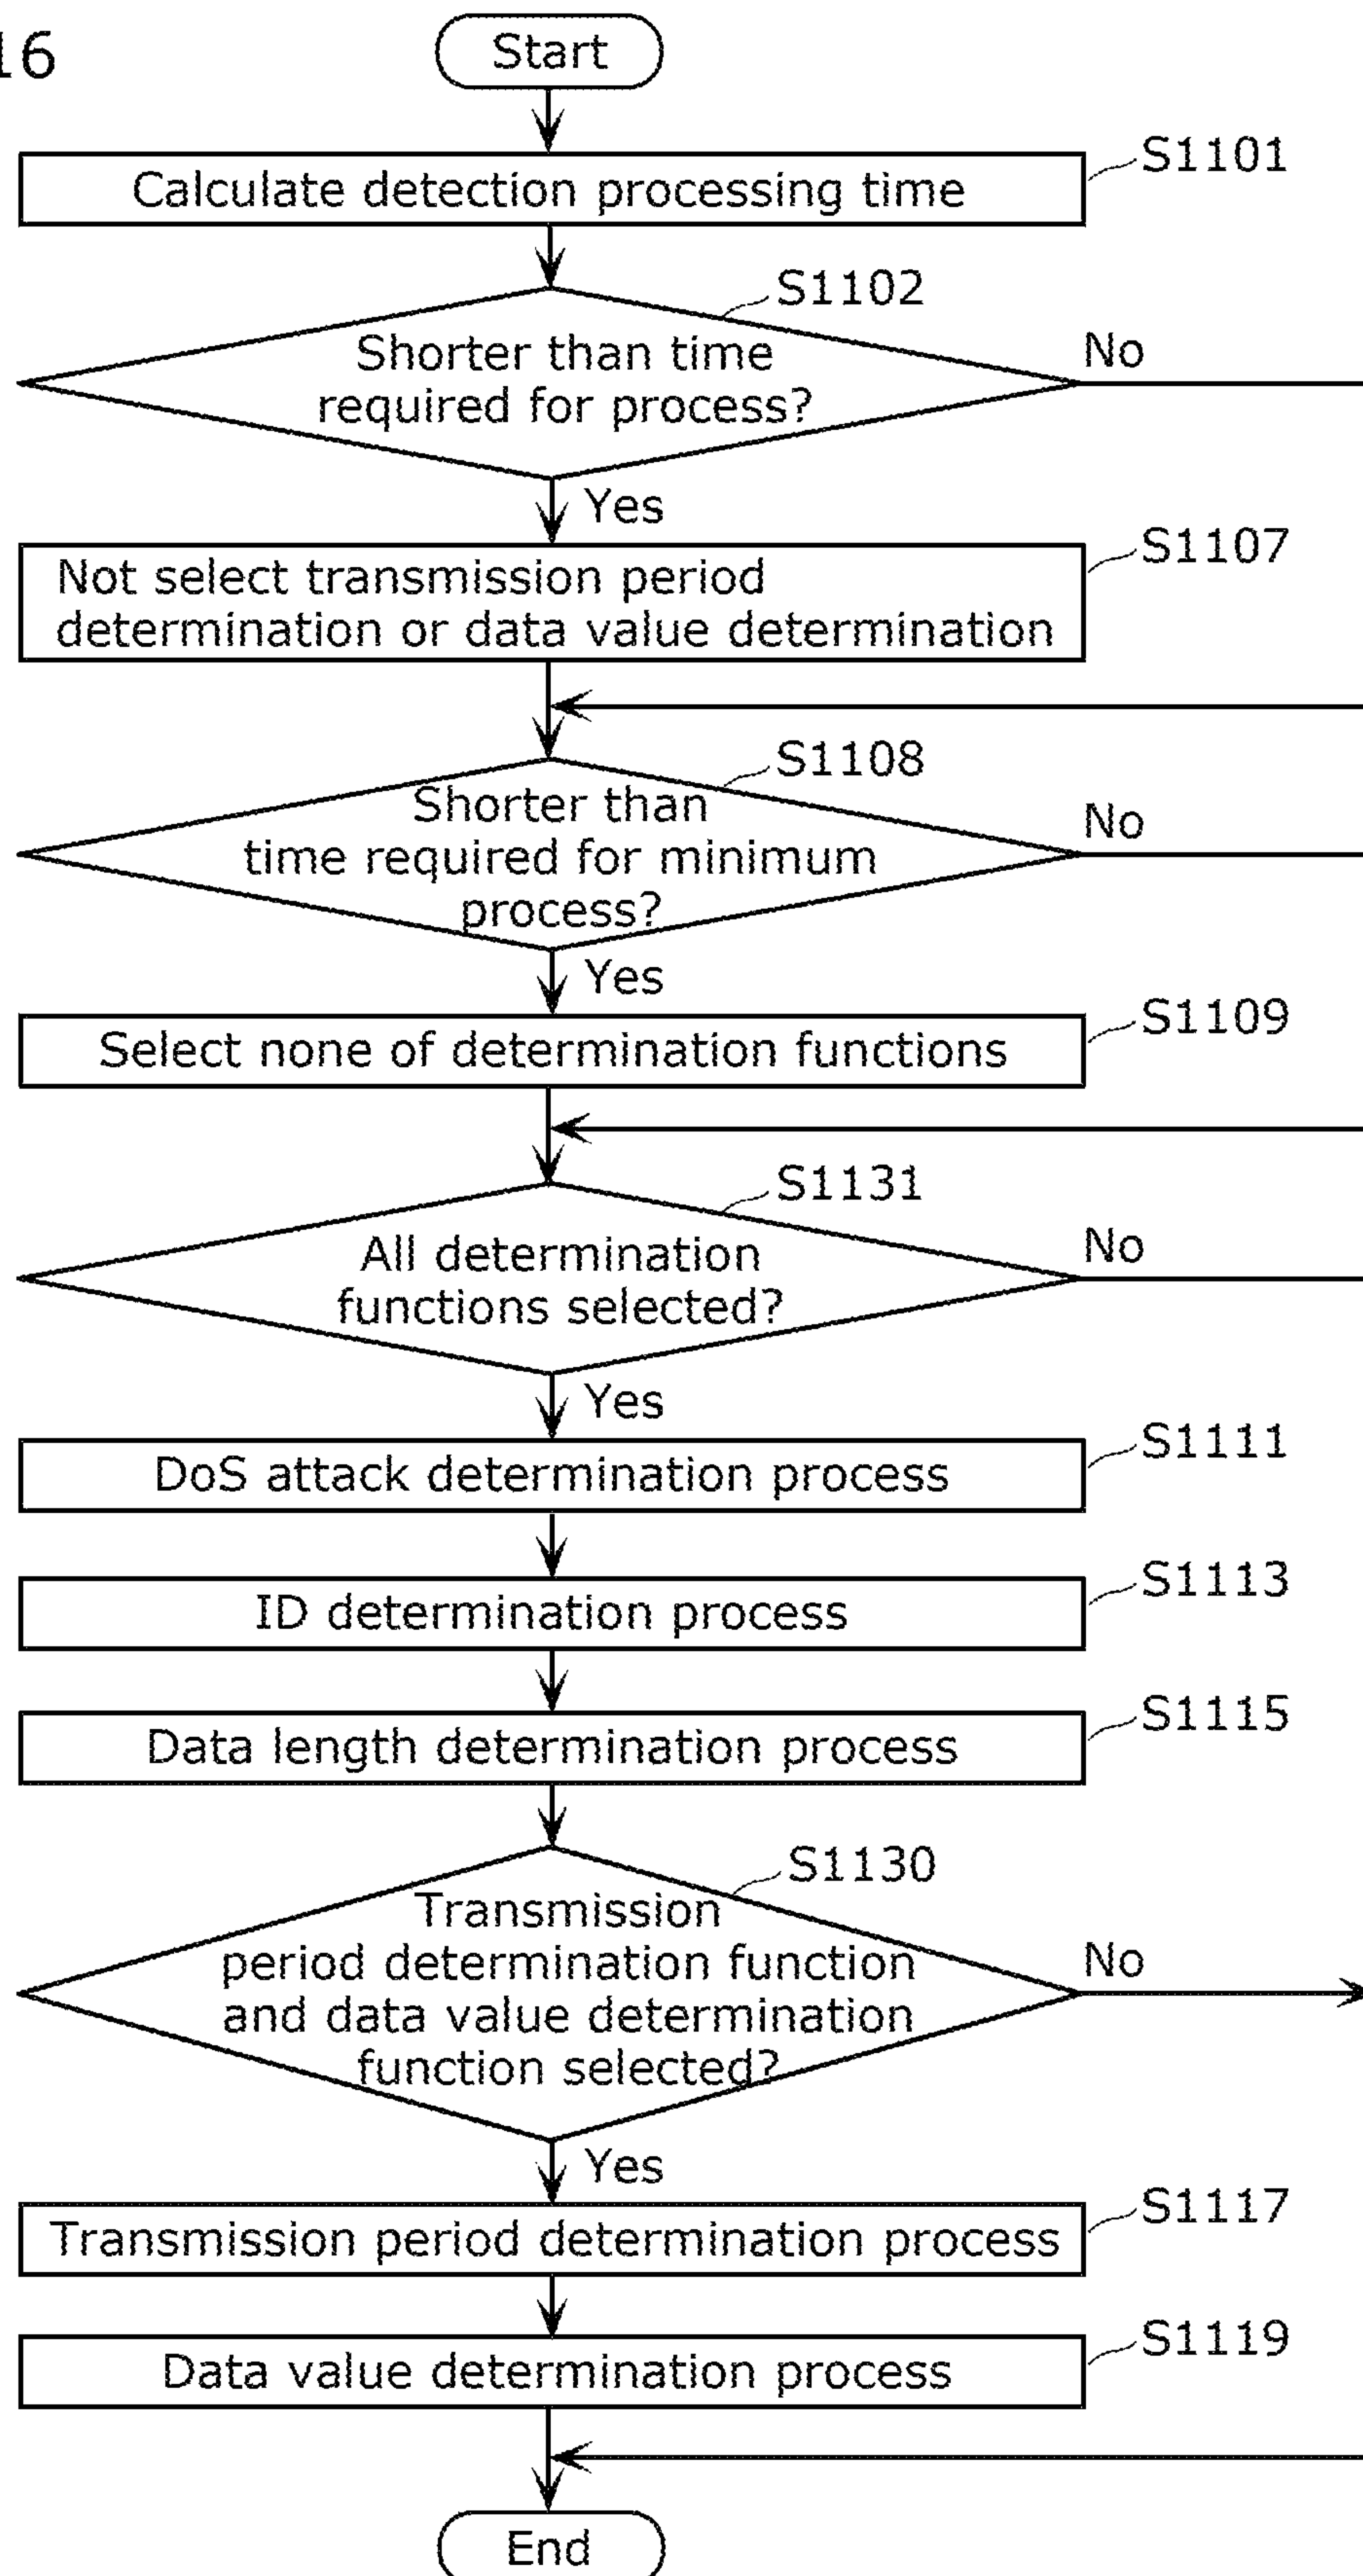 16
Start
Calculate detection processing time
S1101
S1102
Shorter than time
required for process?
No
Yes
Not select transmission period
determination or data value determination
S1107
S1108
Shorter than
time required for minimum
process?
No
Yes
Select none of determination functions
S1109
S1131
All determination
functions selected?
No
Yes
DoS attack determination process
S1111
ID determination process
S1113
Data length determination process
S1115
S1130
Transmission
period determination function
and data value determination
function selected?
No
Yes
Transmission period determination process
S1117
Data value determination process
S1119
End